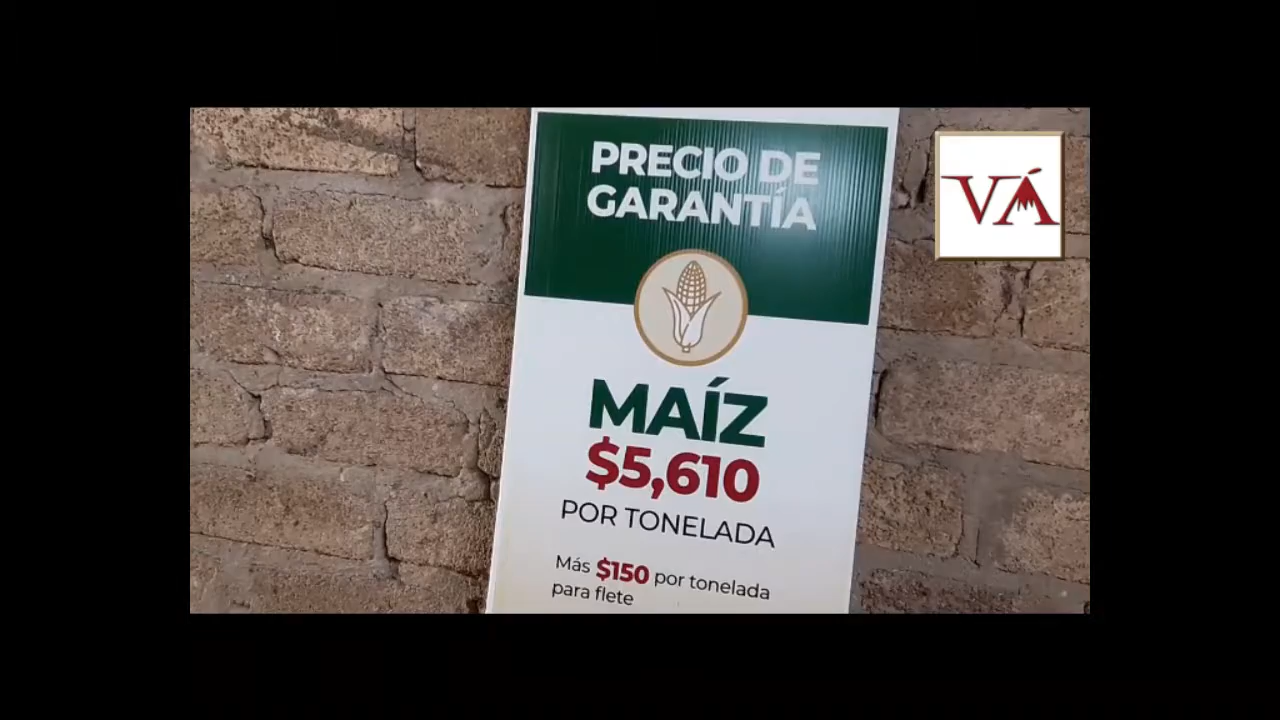 PRECIO DE
GARANTÍA
VÁ
MAÍZ
$5,610
POR TONELADA
Más $150 por tonelada
para flete